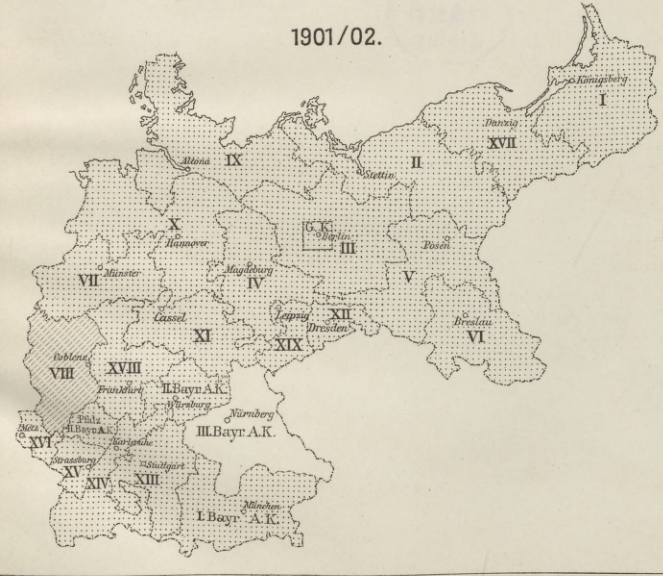 1901/02.
Königsberg
I
Danzig
XVII
Altona
IX
II
Stettin
X
Hannover
G.K.
Berlin
III
Posen
V
VII
Münster
Magdeburg
IV
Cassel
XI
Leipzig
XII
Dresden
XIX
Breslau
VI
Coblenz
VIII
XVIII
Frankfurt
II.Bayr.A.K.
Würzburg
Pfalz
II.Bayr.A.K.
Nürnberg
III.Bayr.A.K.
Metz
XVI
Karlsruhe
Strassburg
XV
XIV
Stuttgart
XIII
München
I.Bayr.A.K.